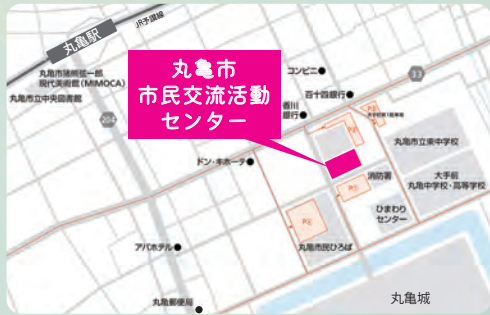 丸亀駅
JR予讃線
丸亀市猪熊弦一郎
現代美術館(MIMOCA)
丸亀市立中央図書館
204
丸亀市
市民交流活動
センター
コンビニ
33
百十四銀行
香川
銀行
P
P
丸亀市立東中学校
ドン・キホーテ
消防署
大手前
丸亀中学校・高等学校
P
ひまわり
センター
P
アパホテル
丸亀市民ひろば
丸亀郵便局
丸亀城